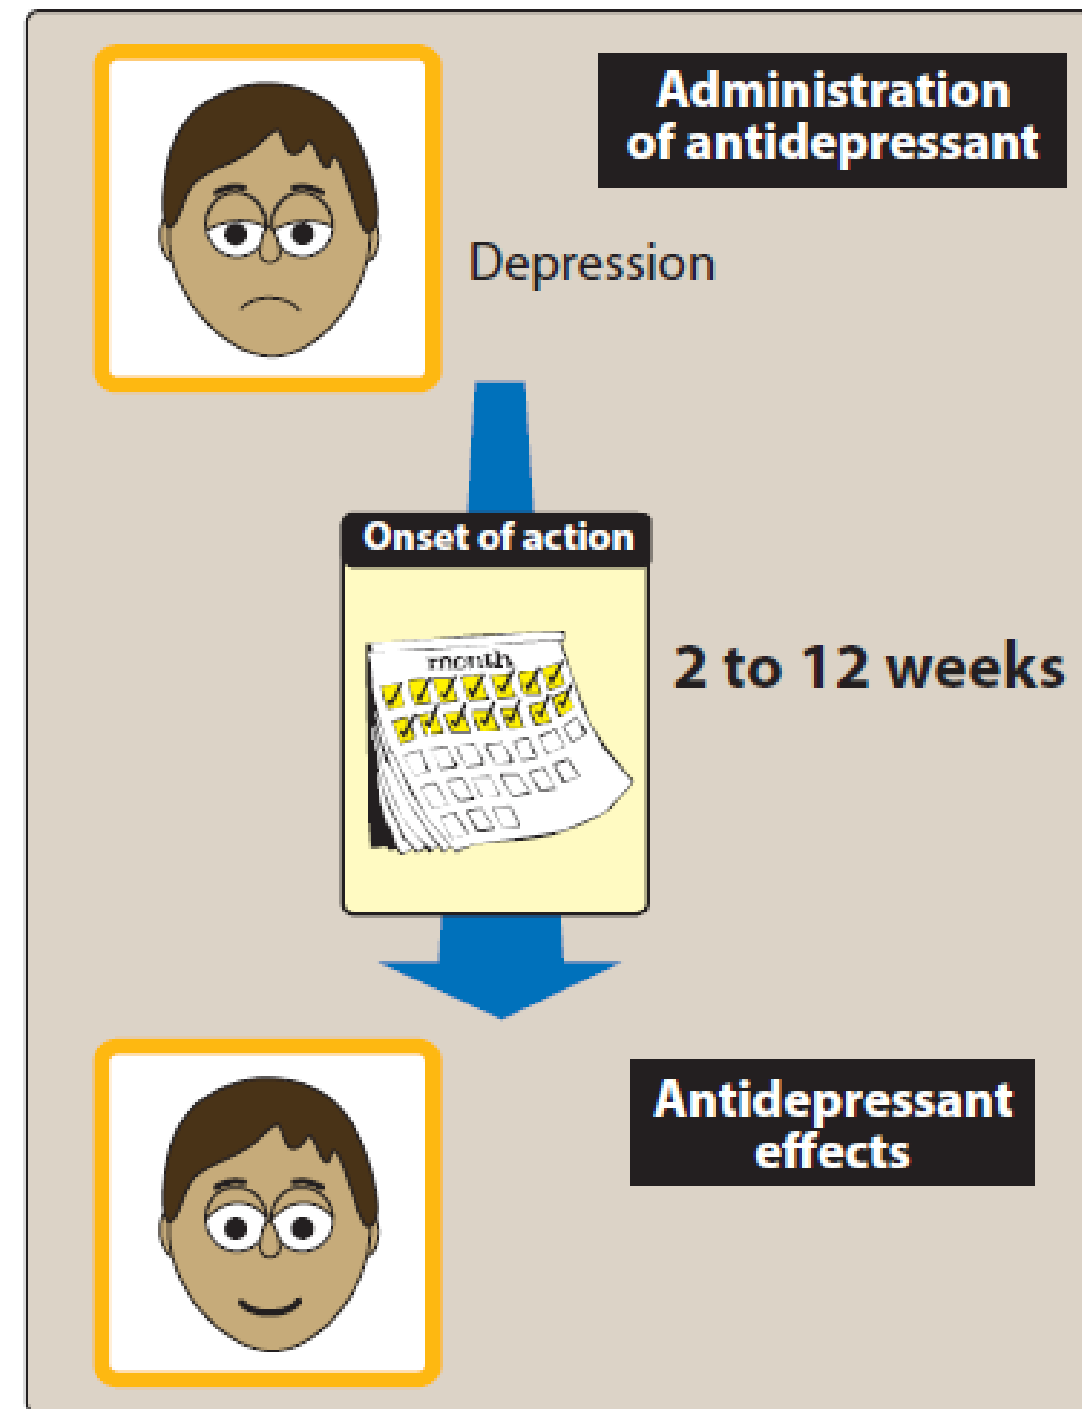 Administration
of antidepressant
Depression
Onset of action
month
2 to 12 weeks
Antidepressant
effects